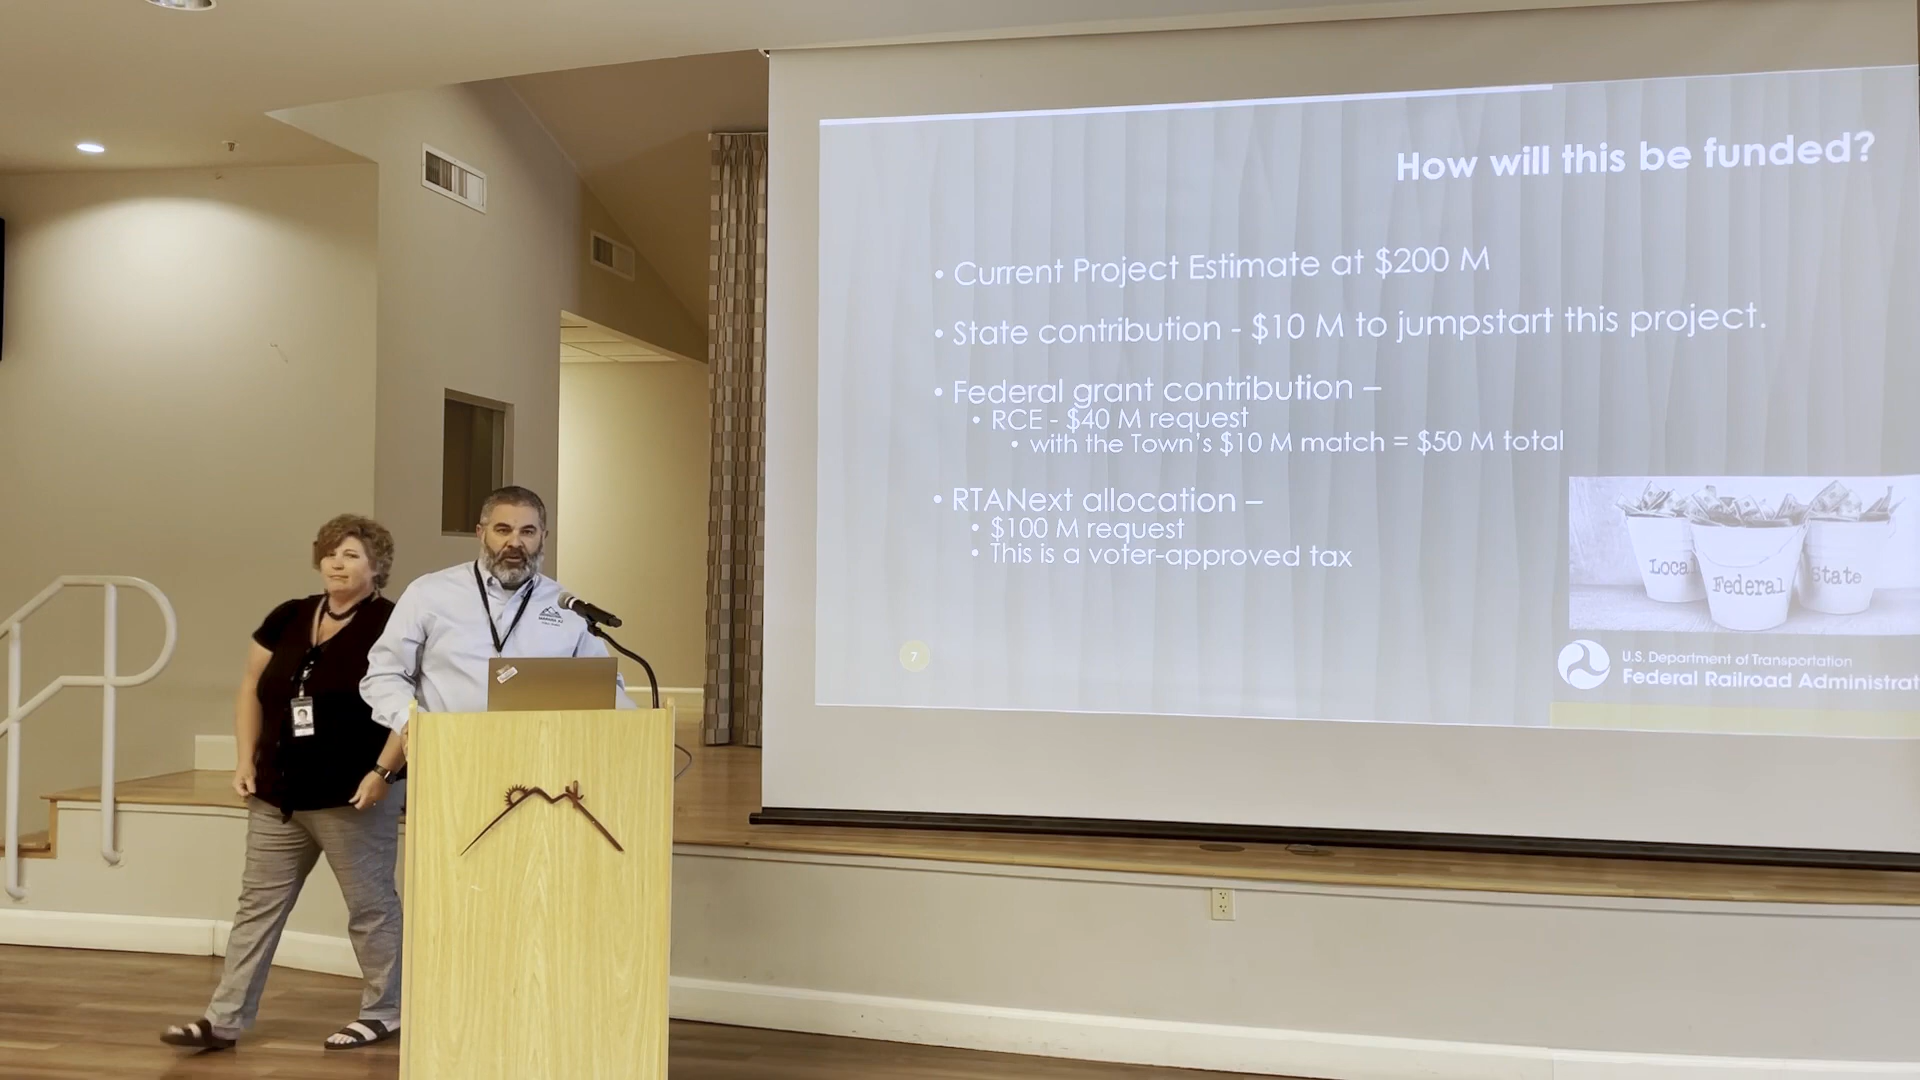 How will this be funded?
• Current Project Estimate at $200 M
• State contribution - $10 M to jumpstart this project.
• Federal grant contribution –
• RCE - $40 M request
• with the Town's $10 M match = $50 M total
• RTANext allocation –
• $100 M request
• This is a voter-approved tax
Local
Federal
State
7
U.S. Department of Transportation
Federal Railroad Administrat